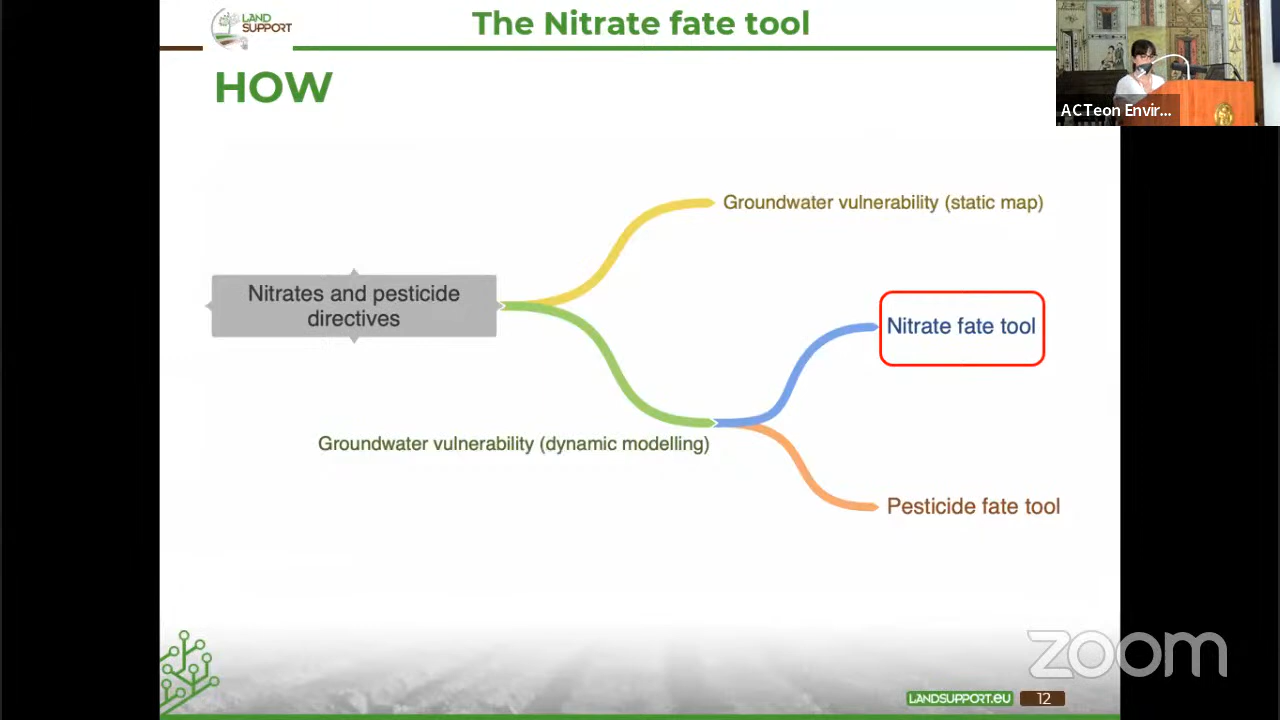 LAND
SUPPORT
The Nitrate fate tool
HOW
ACTeon Envir...
Groundwater vulnerability (static map)
Nitrates and pesticide
directives
Nitrate fate tool
Groundwater vulnerability (dynamic modelling)
Pesticide fate tool
zoom
LANDSUPPORT.EU
12